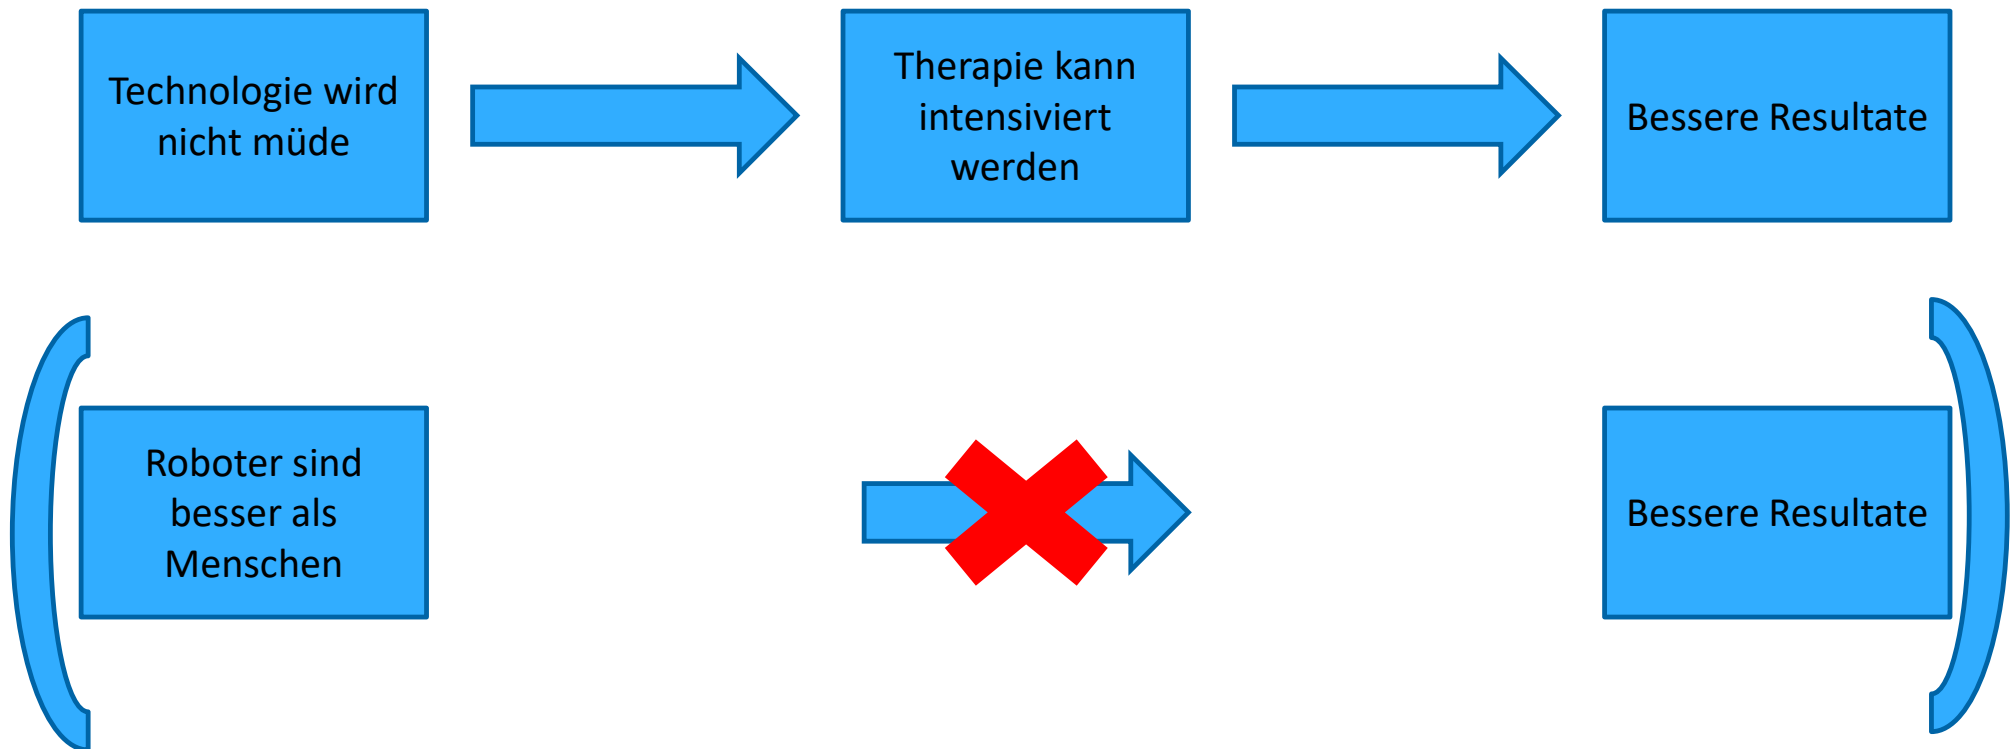 Technologie wird
nicht müde
Therapie kann
intensiviert
werden
Bessere Resultate
Roboter sind
besser als
Menschen
Bessere Resultate